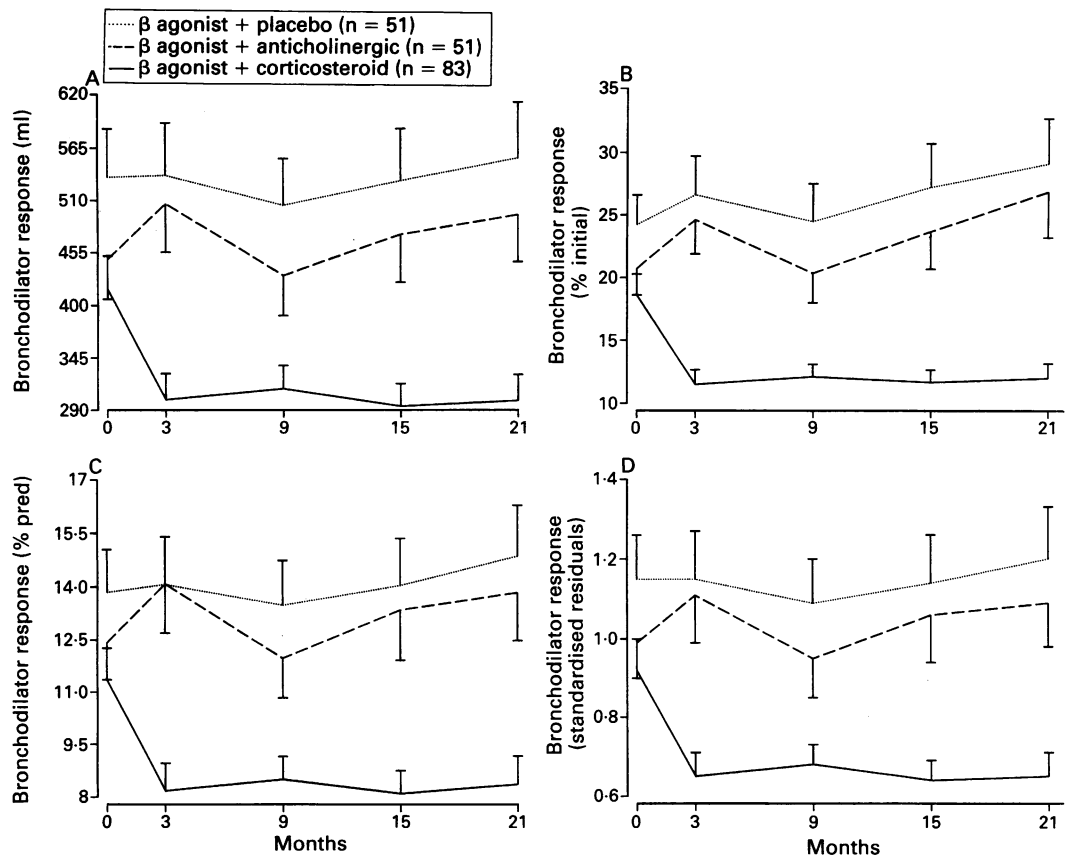 β agonist + placebo (n = 51)
β agonist + anticholinergic (n = 51)
β agonist + corticosteroid (n = 83)
A
Bronchodilator response (ml)
620
565
510
455
400
345
290
0 3 9 15 21
B
Bronchodilator response
(% initial)
35
30
25
20
15
10
0 3 9 15 21
C
Bronchodilator response (% pred)
17
15·5
14·0
12·5
11·0
9·5
8
0 3 9 15 21
Months
D
Bronchodilator response
(standardised residuals)
1·4
1·2
1·0
0·8
0·6
0 3 9 15 21
Months